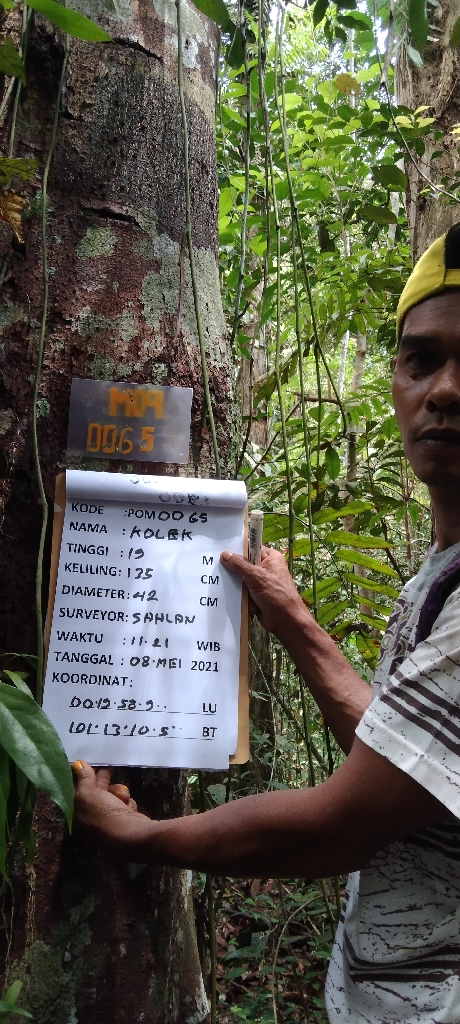 M09
0065
KODE :POM0065
NAMA : KOLEK
TINGGI : 19 M
KELILING: 135 CM
DIAMETER: 42 CM
SURVEYOR: SAHLAN
WAKTU : 11.21 WIB
TANGGAL : 08.MEI 2021
KOORDINAT:
00.12.58.9.. LU
101.13.10.5 BT